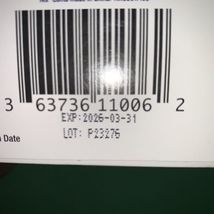 3 63736 11006 2
EXP:2026-03-31
LOT: P23276
Date